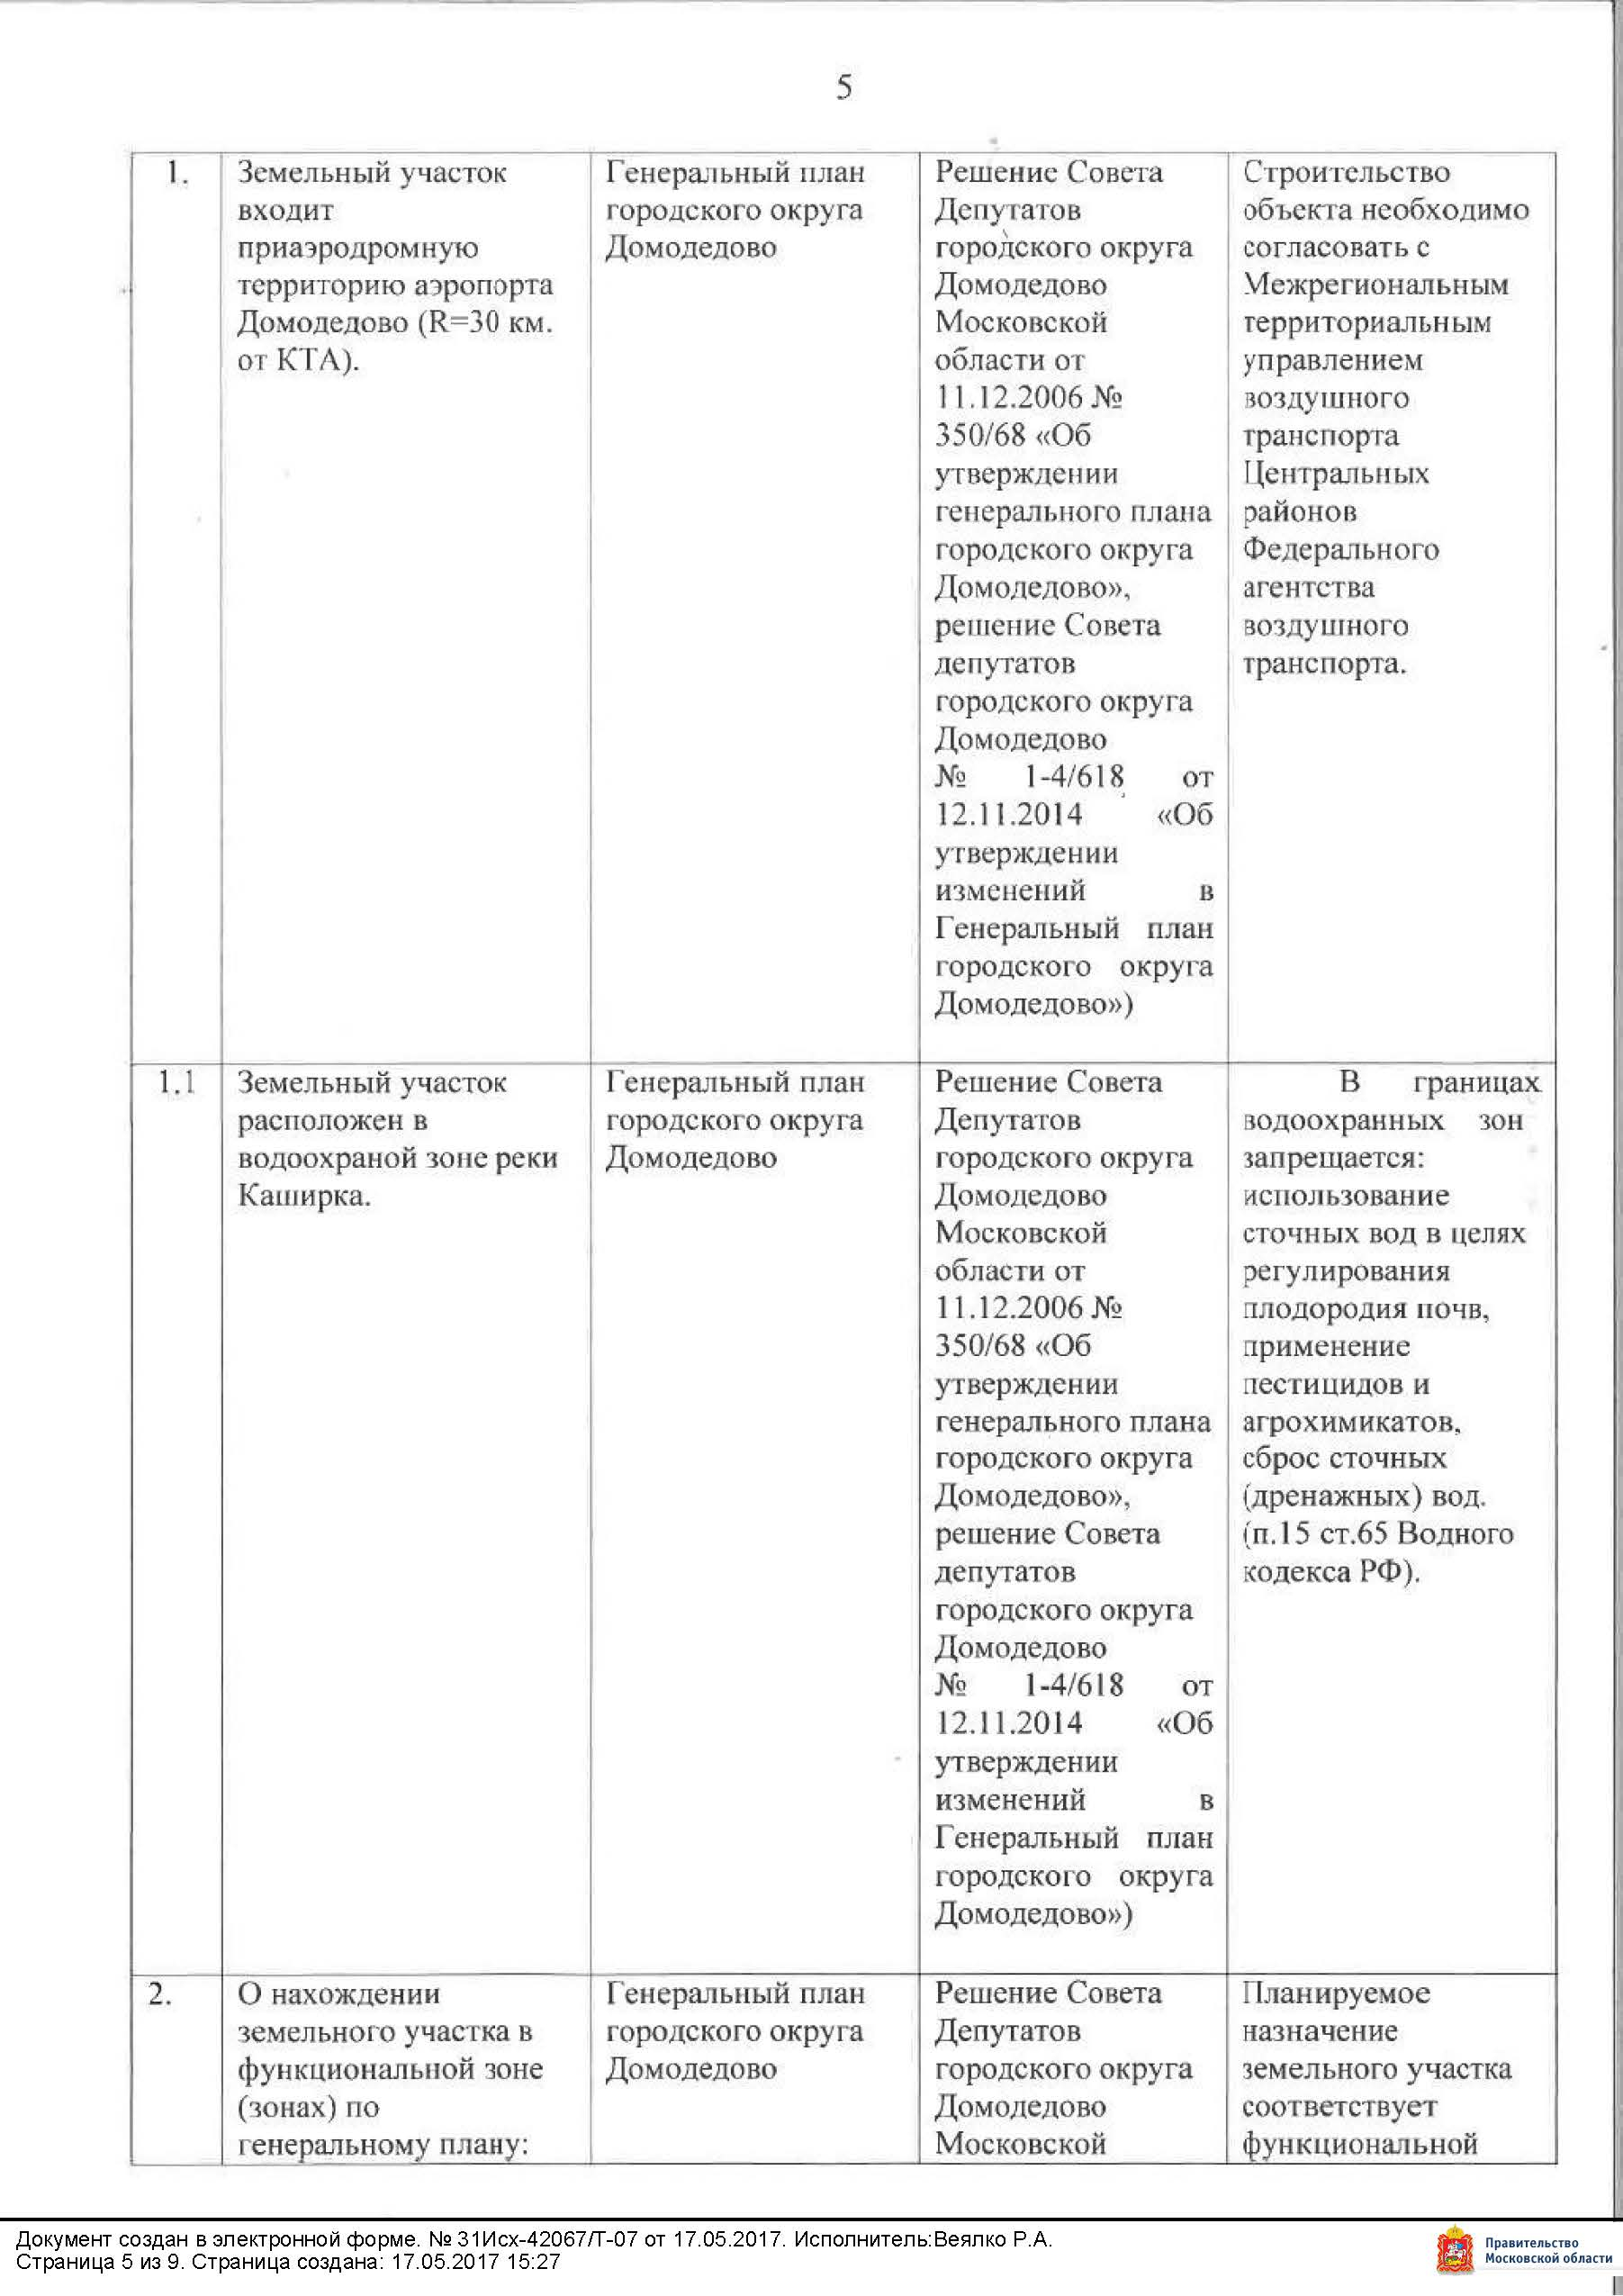 5
1.
Земельный участок
входит
приаэродромную
территорию аэропорта
Домодедово (R=30 км.
от КТА).
Генеральный план
городского округа
Домодедово
Решение Совета
Депутатов
городского округа
Домодедово
Московской
области от
11.12.2006 №
350/68 «Об
утверждении
генерального плана
городского округа
Домодедово»,
решение Совета
депутатов
городского округа
Домодедово
№ 1-4/618 от
12.11.2014 «Об
утверждении
изменений в
Генеральный план
городского округа
Домодедово»)
Строительство
объекта необходимо
согласовать с
Межрегиональным
территориальным
управлением
воздушного
транспорта
Центральных
районов
Федерального
агентства
воздушного
транспорта.
1.1
Земельный участок
расположен в
водоохраной зоне реки
Каширка.
Генеральный план
городского округа
Домодедово
Решение Совета
Депутатов
городского округа
Домодедово
Московской
области от
11.12.2006 №
350/68 «Об
утверждении
генерального плана
городского округа
Домодедово»,
решение Совета
депутатов
городского округа
Домодедово
№ 1-4/618 от
12.11.2014 «Об
утверждении
изменений в
Генеральный план
городского округа
Домодедово»)
В границах
водоохранных зон
запрещается:
использование
сточных вод в целях
регулирования
плодородия почв,
применение
пестицидов и
агрохимикатов,
сброс сточных
(дренажных) вод.
(п.15 ст.65 Водного
кодекса РФ).
2.
О нахождении
земельного участка в
функциональной зоне
(зонах) по
генеральному плану:
Генеральный план
городского округа
Домодедово
Решение Совета
Депутатов
городского округа
Домодедово
Московской
Планируемое
назначение
земельного участка
соответствует
функциональной
Документ создан в электронной форме. № 31Исх-42067/Т-07 от 17.05.2017. Исполнитель:Веялко Р.А.
Страница 5 из 9. Страница создана: 17.05.2017 15:27
Правительство
Московской области